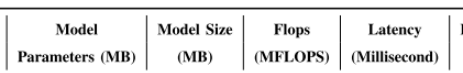 Model Model Size Flops Latency
Parameters (MB) (MB) (MFLOPS) (Millisecond)